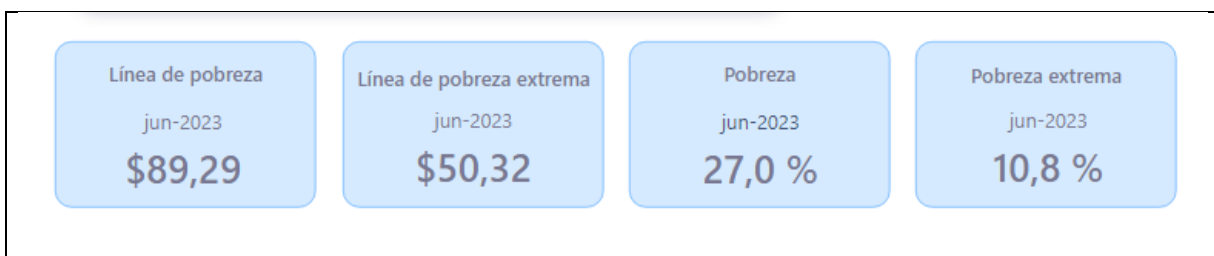 Línea de pobreza
jun-2023
$89,29
Línea de pobreza extrema
jun-2023
$50,32
Pobreza
jun-2023
27,0 %
Pobreza extrema
jun-2023
10,8 %